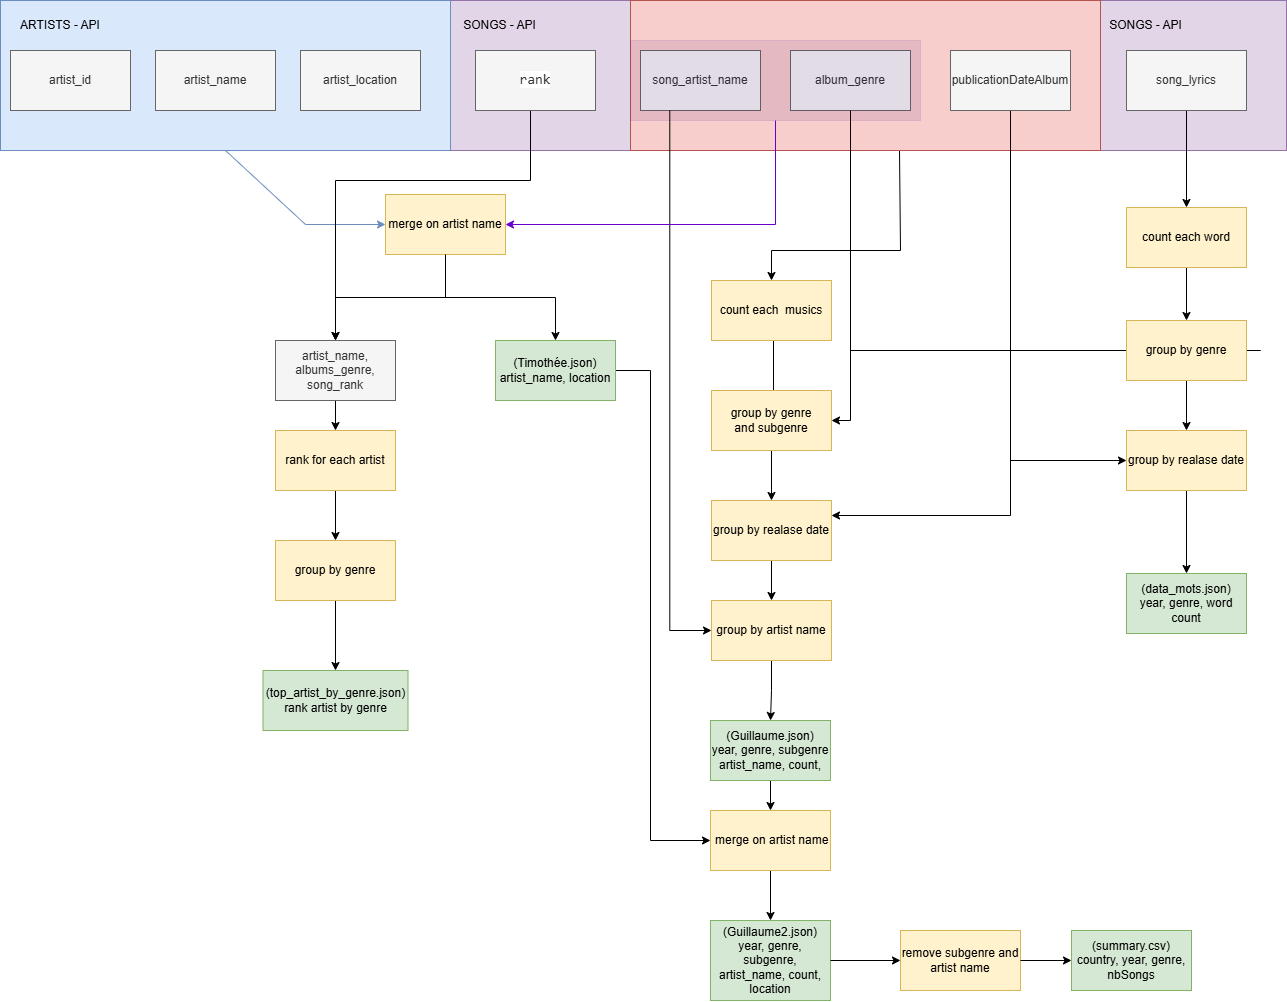 ARTISTS - API
SONGS - API
SONGS - API
artist_id
artist_name
artist_location
rank
song_artist_name
album_genre
publicationDateAlbum
song_lyrics
merge on artist name
count each word
count each  musics
group by genre
artist_name,
albums_genre,
song_rank
(Timothée.json)
artist_name, location
group by genre
and subgenre
rank for each artist
group by realase date
group by realase date
group by genre
(data_mots.json)
year, genre, word
count
group by artist name
(top_artist_by_genre.json)
rank artist by genre
(Guillaume.json)
year, genre, subgenre
artist_name, count,
merge on artist name
(Guillaume2.json)
year, genre,
subgenre,
artist_name, count,
location
remove subgenre and
artist name
(summary.csv)
country, year, genre,
nbSongs